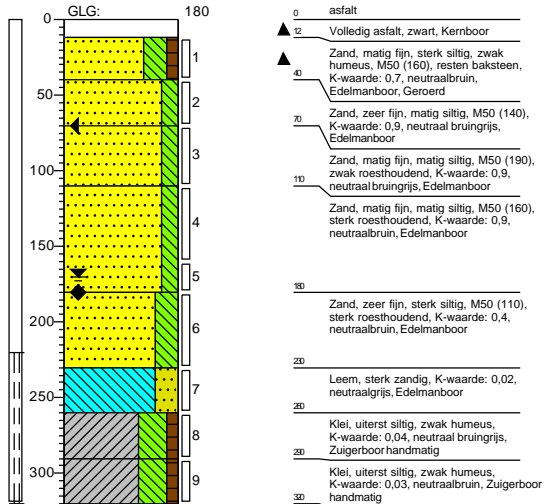 GLG: 180
0
50
100
150
200
250
300
1
2
3
4
5
6
7
8
9
0 asfalt
12 Volledig asfalt, zwart, Kernboor
Zand, matig fijn, sterk siltig, zwak
humeus, M50 (160), resten baksteen,
K-waarde: 0,7, neutraalbruin,
Edelmanboor, Geroerd
40
Zand, zeer fijn, matig siltig, M50 (140),
K-waarde: 0,9, neutraal bruingrijs,
Edelmanboor
70
Zand, matig fijn, matig siltig, M50 (190),
zwak roesthoudend, K-waarde: 0,9,
neutraal bruingrijs, Edelmanboor
110
Zand, matig fijn, matig siltig, M50 (160),
sterk roesthoudend, K-waarde: 0,9,
neutraalbruin, Edelmanboor
180
Zand, zeer fijn, sterk siltig, M50 (110),
sterk roesthoudend, K-waarde: 0,4,
neutraalbruin, Edelmanboor
230
Leem, sterk zandig, K-waarde: 0,02,
neutraalgrijs, Edelmanboor
260
Klei, uiterst siltig, zwak humeus,
K-waarde: 0,04, neutraal bruingrijs,
Zuigerboor handmatig
290
Klei, uiterst siltig, zwak humeus,
K-waarde: 0,03, neutraalbruin, Zuigerboor
handmatig
320